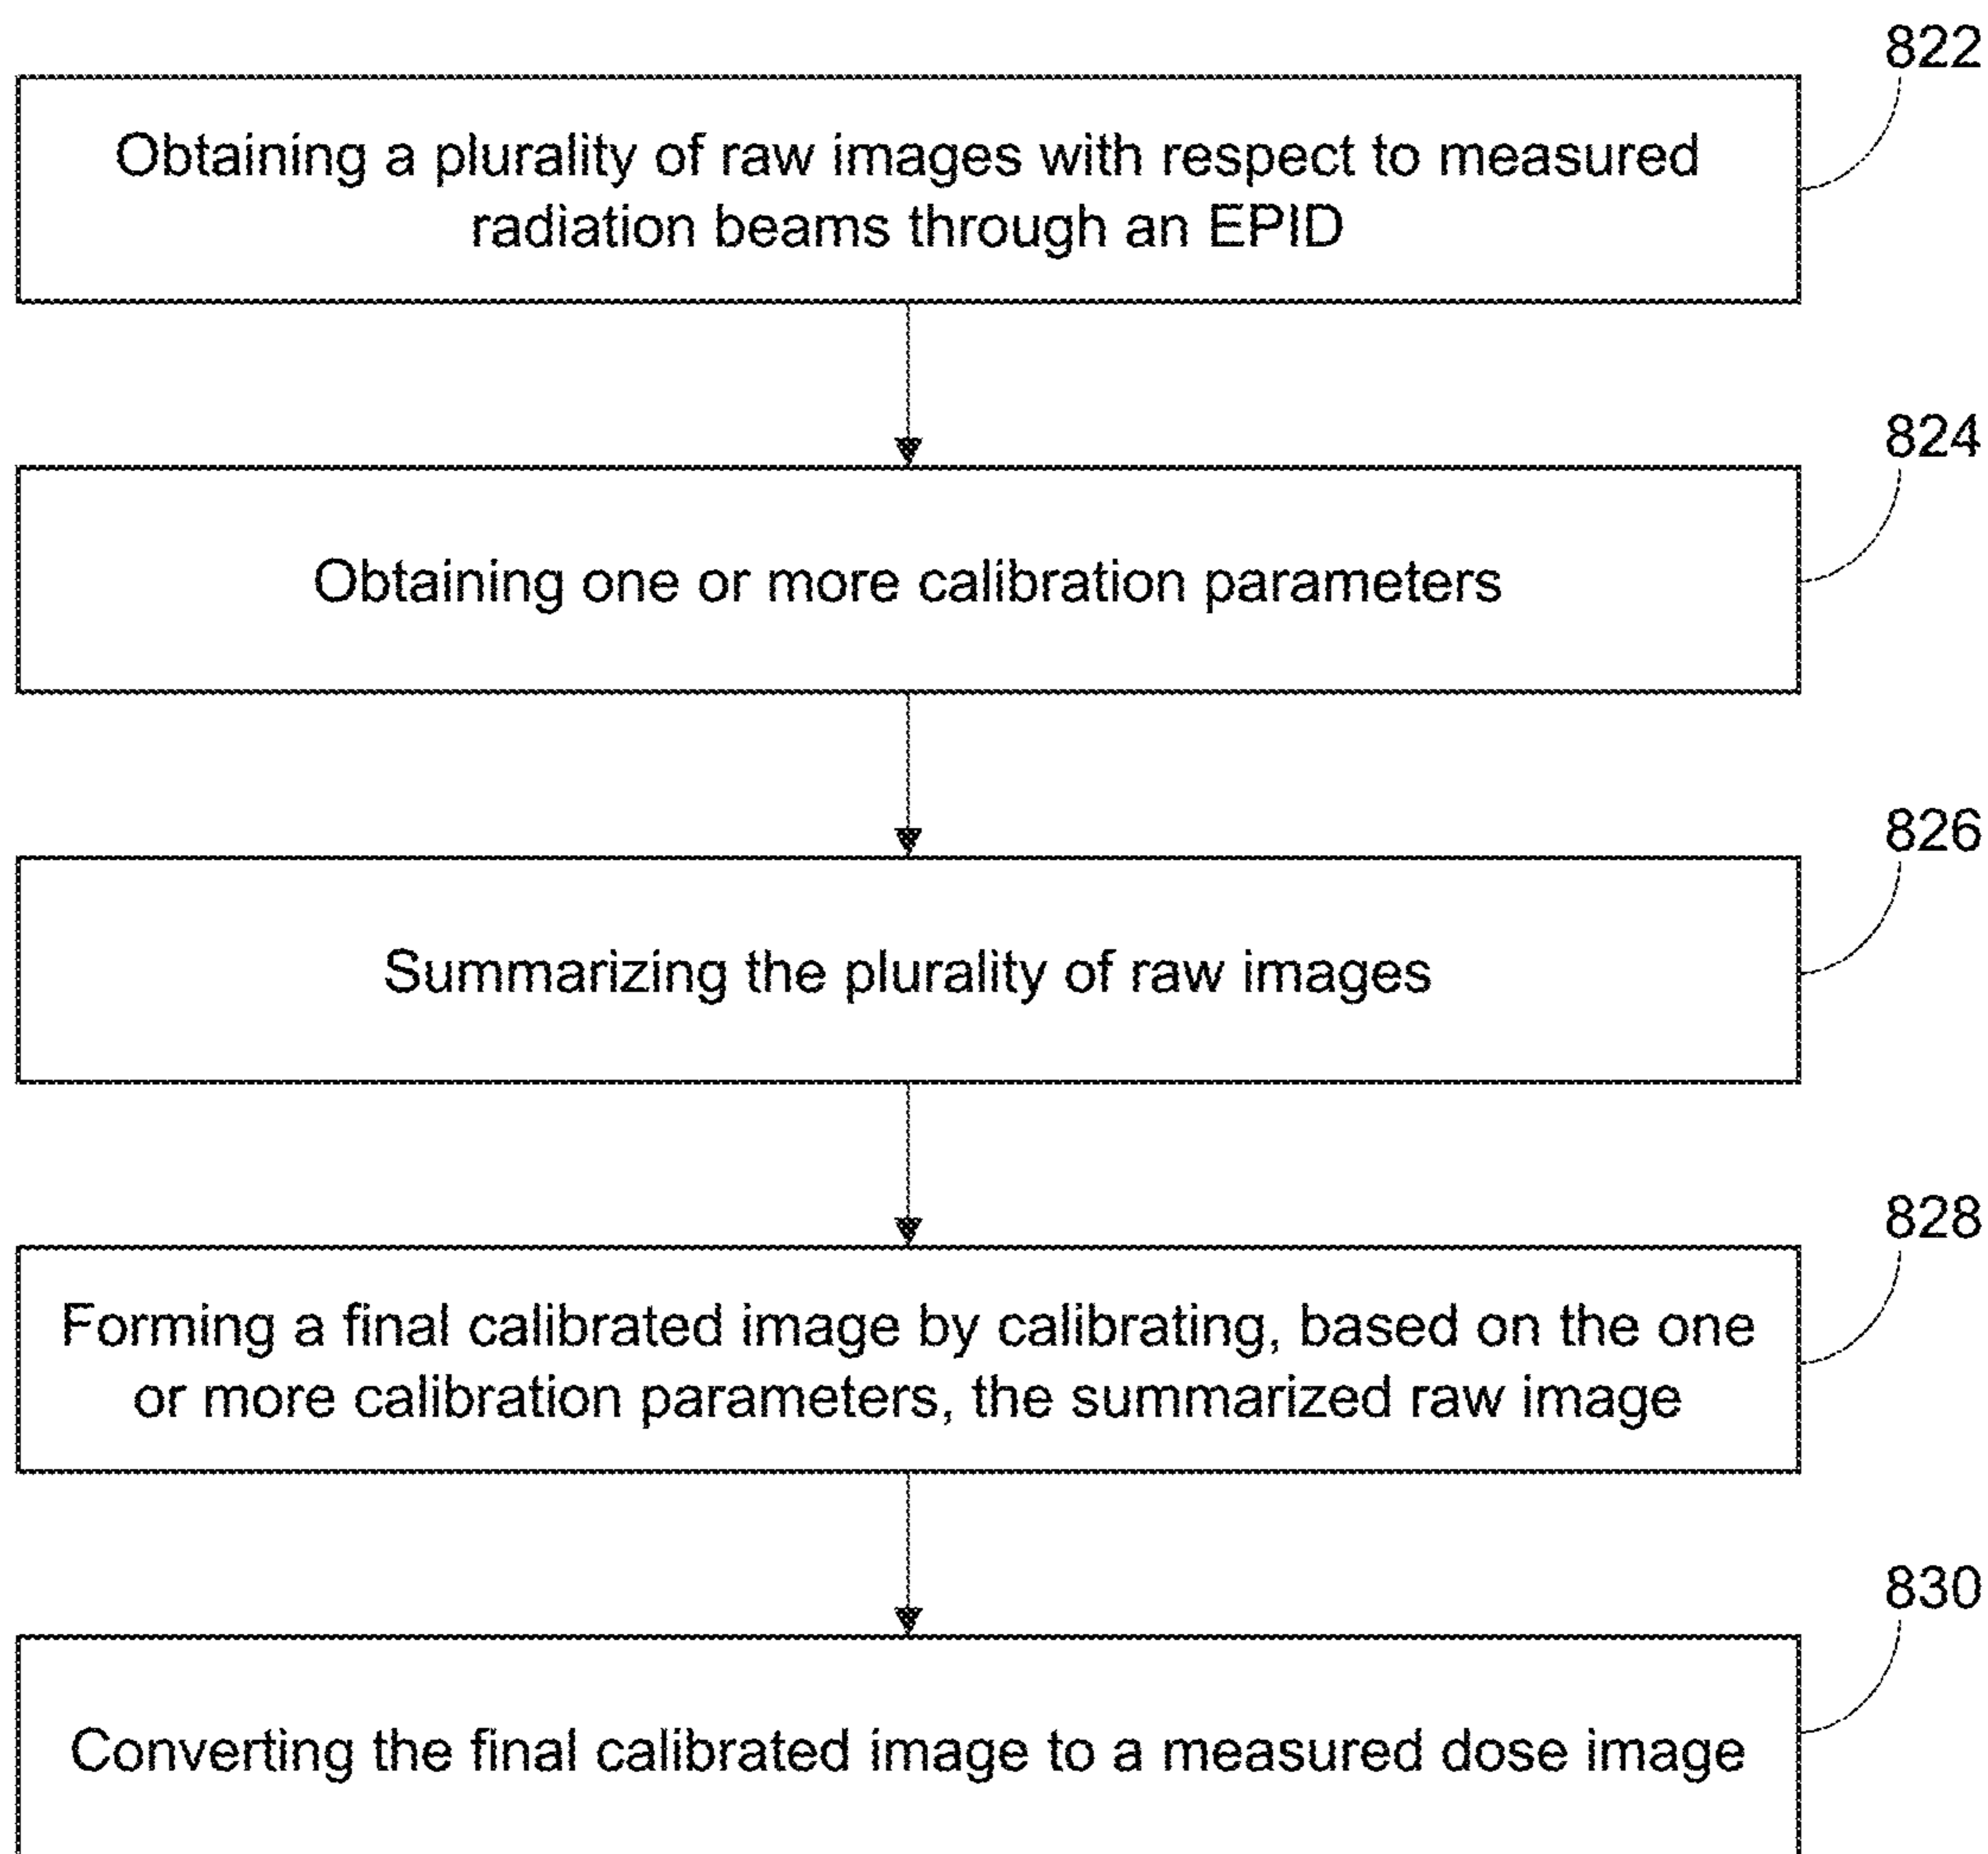 822
Obtaining a plurality of raw images with respect to measured
radiation beams through an EPID
824
Obtaining one or more calibration parameters
826
Summarizing the plurality of raw images
828
Forming a final calibrated image by calibrating, based on the one
or more calibration parameters, the summarized raw image
830
Converting the final calibrated image to a measured dose image